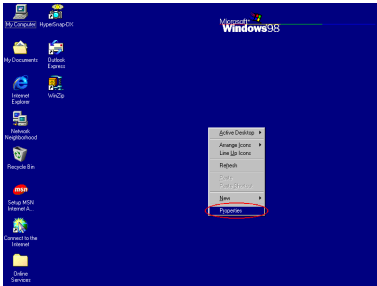 My Computer
HyperSnap-DX
My Documents
Outlook
Express
Internet
Explorer
WinZip
Network
Neighborhood
Recycle Bin
msn
Setup MSN
Internet A...
Connect to the
Internet
Online
Services
Microsoft
Windows98
Active Desktop
Arrange Icons
Line Up Icons
Refresh
Paste
Paste Shortcut
New
Properties